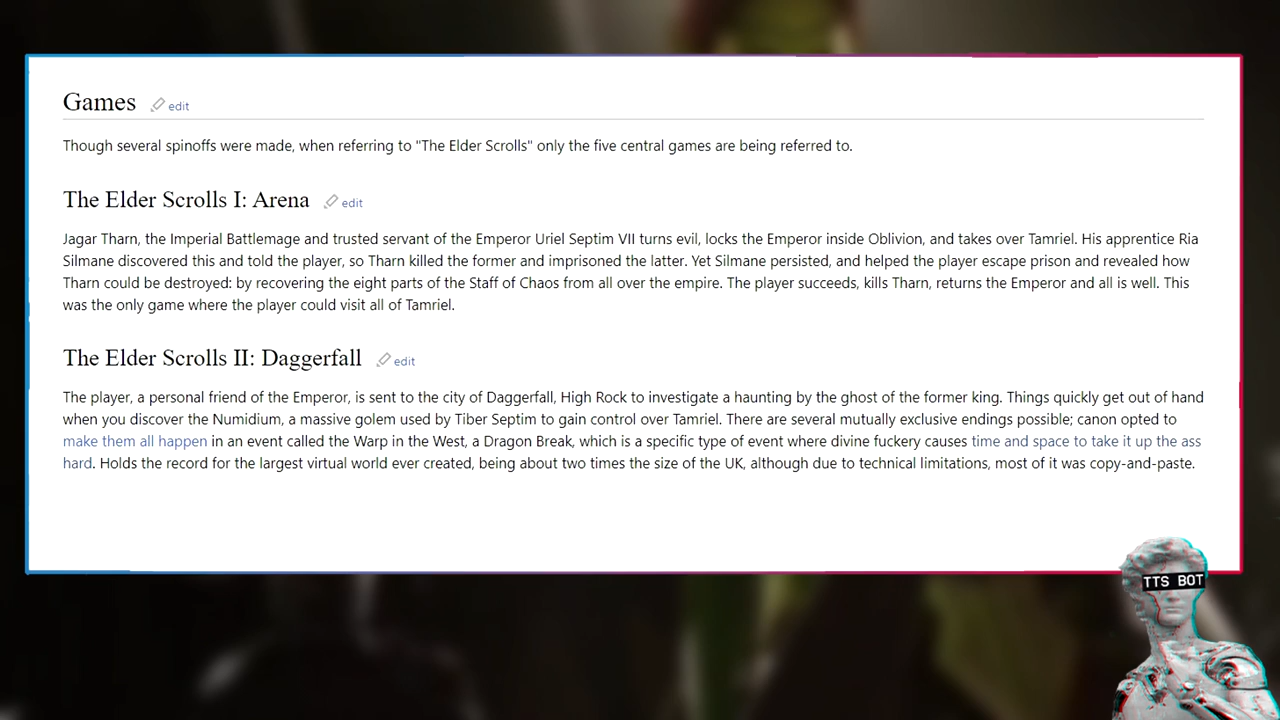 Games edit
Though several spinoffs were made, when referring to "The Elder Scrolls" only the five central games are being referred to.
The Elder Scrolls I: Arena edit
Jagar Tharn, the Imperial Battlemage and trusted servant of the Emperor Uriel Septim VII turns evil, locks the Emperor inside Oblivion, and takes over Tamriel. His apprentice Ria
Silmane discovered this and told the player, so Tharn killed the former and imprisoned the latter. Yet Silmane persisted, and helped the player escape prison and revealed how
Tharn could be destroyed: by recovering the eight parts of the Staff of Chaos from all over the empire. The player succeeds, kills Tharn, returns the Emperor and all is well. This
was the only game where the player could visit all of Tamriel.
The Elder Scrolls II: Daggerfall edit
The player, a personal friend of the Emperor, is sent to the city of Daggerfall, High Rock to investigate a haunting by the ghost of the former king. Things quickly get out of hand
when you discover the Numidium, a massive golem used by Tiber Septim to gain control over Tamriel. There are several mutually exclusive endings possible; canon opted to
make them all happen in an event called the Warp in the West, a Dragon Break, which is a specific type of event where divine fuckery causes time and space to take it up the ass
hard. Holds the record for the largest virtual world ever created, being about two times the size of the UK, although due to technical limitations, most of it was copy-and-paste.
TTS BOT